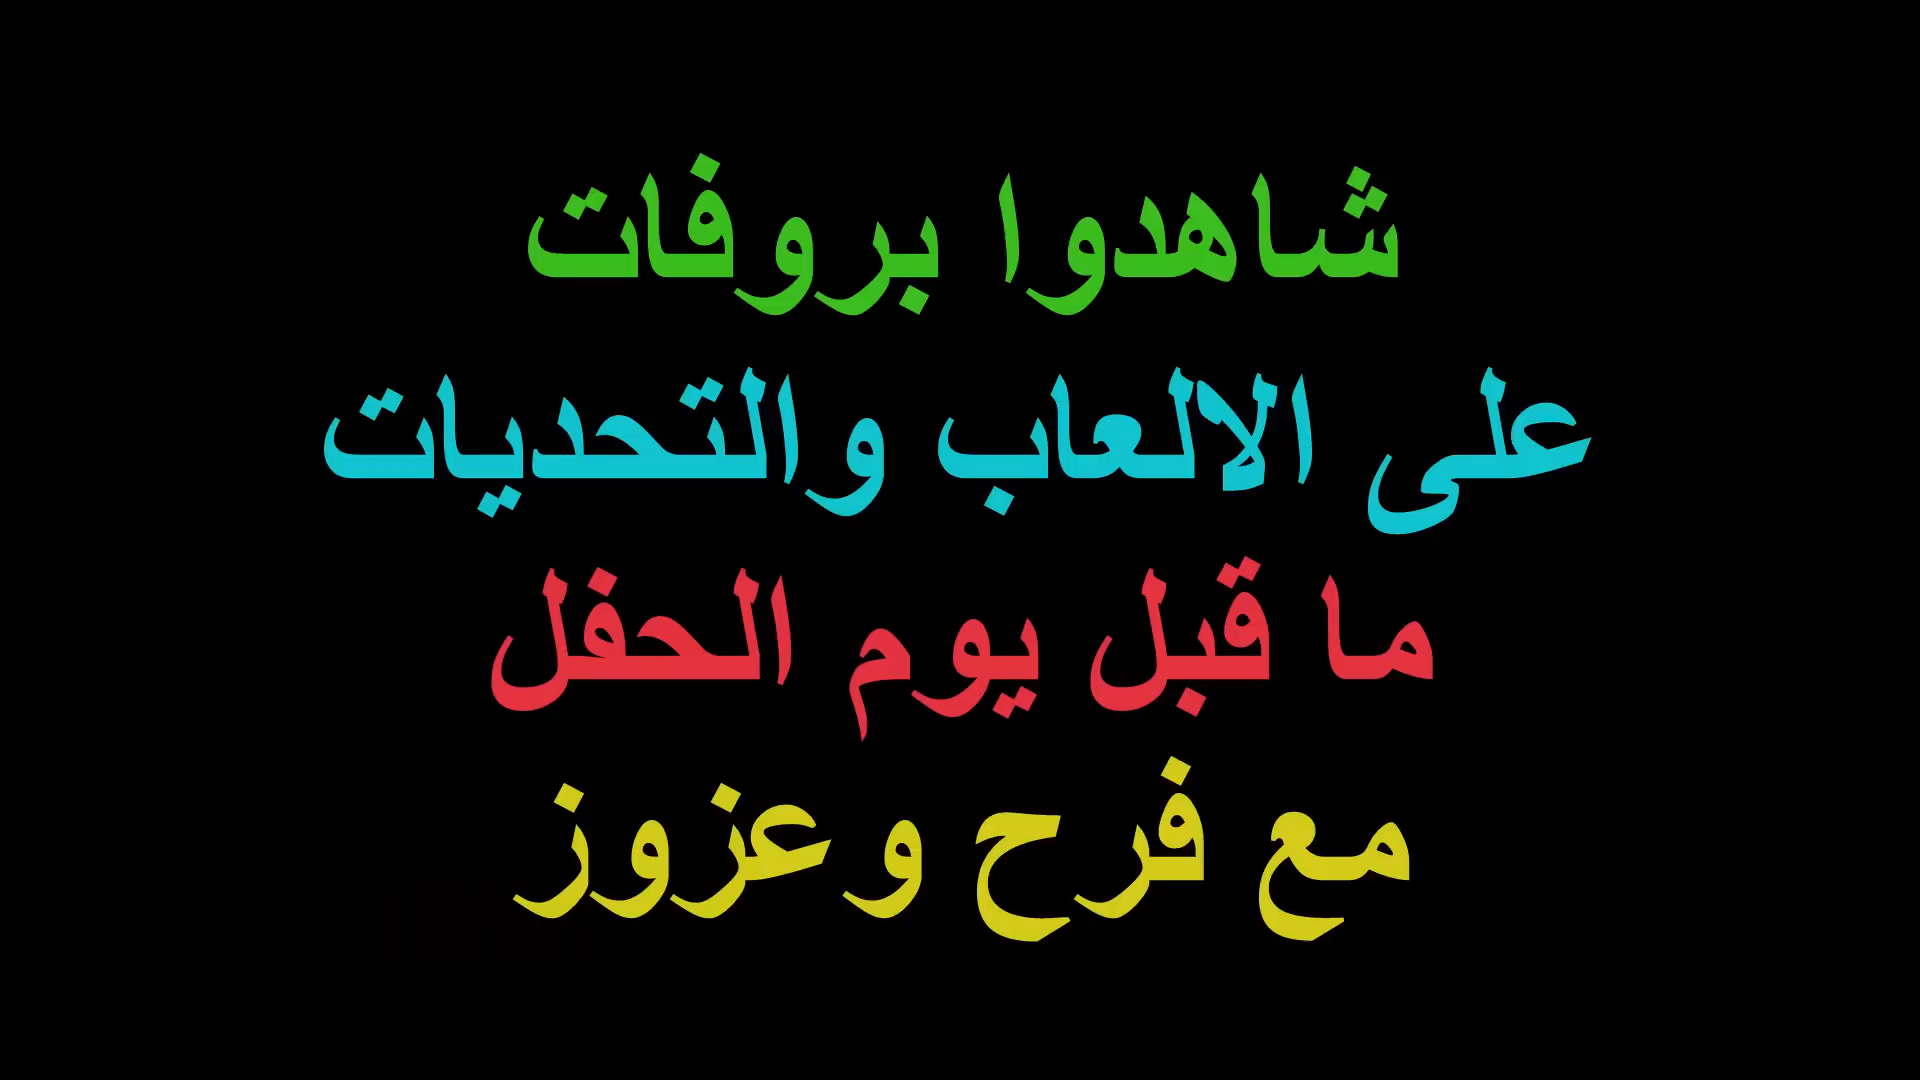 شاهدوا بروفات
على الالعاب والتحديات
ما قبل يوم الحفل
مع فرح وعزوز